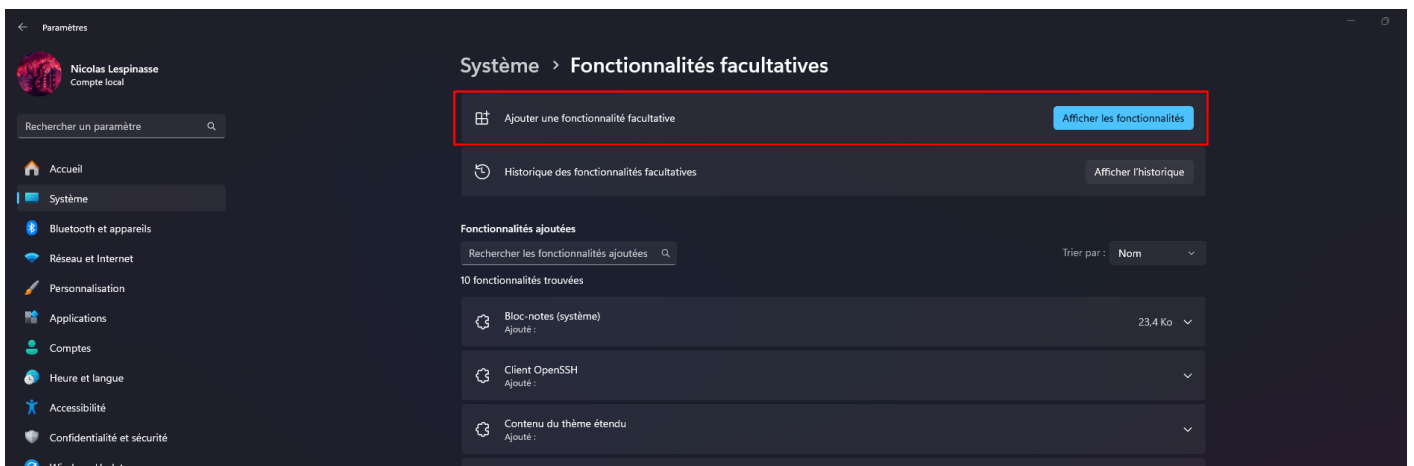 Paramètres
Nicolas Lespinasse
Compte local
Rechercher un paramètre
Accueil
Système
Bluetooth et appareils
Réseau et Internet
Personnalisation
Applications
Comptes
Heure et langue
Accessibilité
Confidentialité et sécurité
Système > Fonctionnalités facultatives
Ajouter une fonctionnalité facultative Afficher les fonctionnalités
Historique des fonctionnalités facultatives Afficher l'historique
Fonctionnalités ajoutées
Rechercher les fonctionnalités ajoutées Trier par : Nom
10 fonctionnalités trouvées
Bloc-notes (système) 23,4 Ko
Ajouté :
Client OpenSSH
Ajouté :
Contenu du thème étendu
Ajouté :